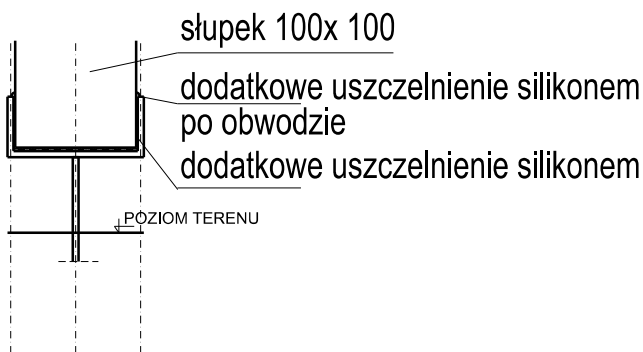 słupek 100x 100
dodatkowe uszczelnienie silikonem
po obwodzie
dodatkowe uszczelnienie silikonem
POZIOM TERENU